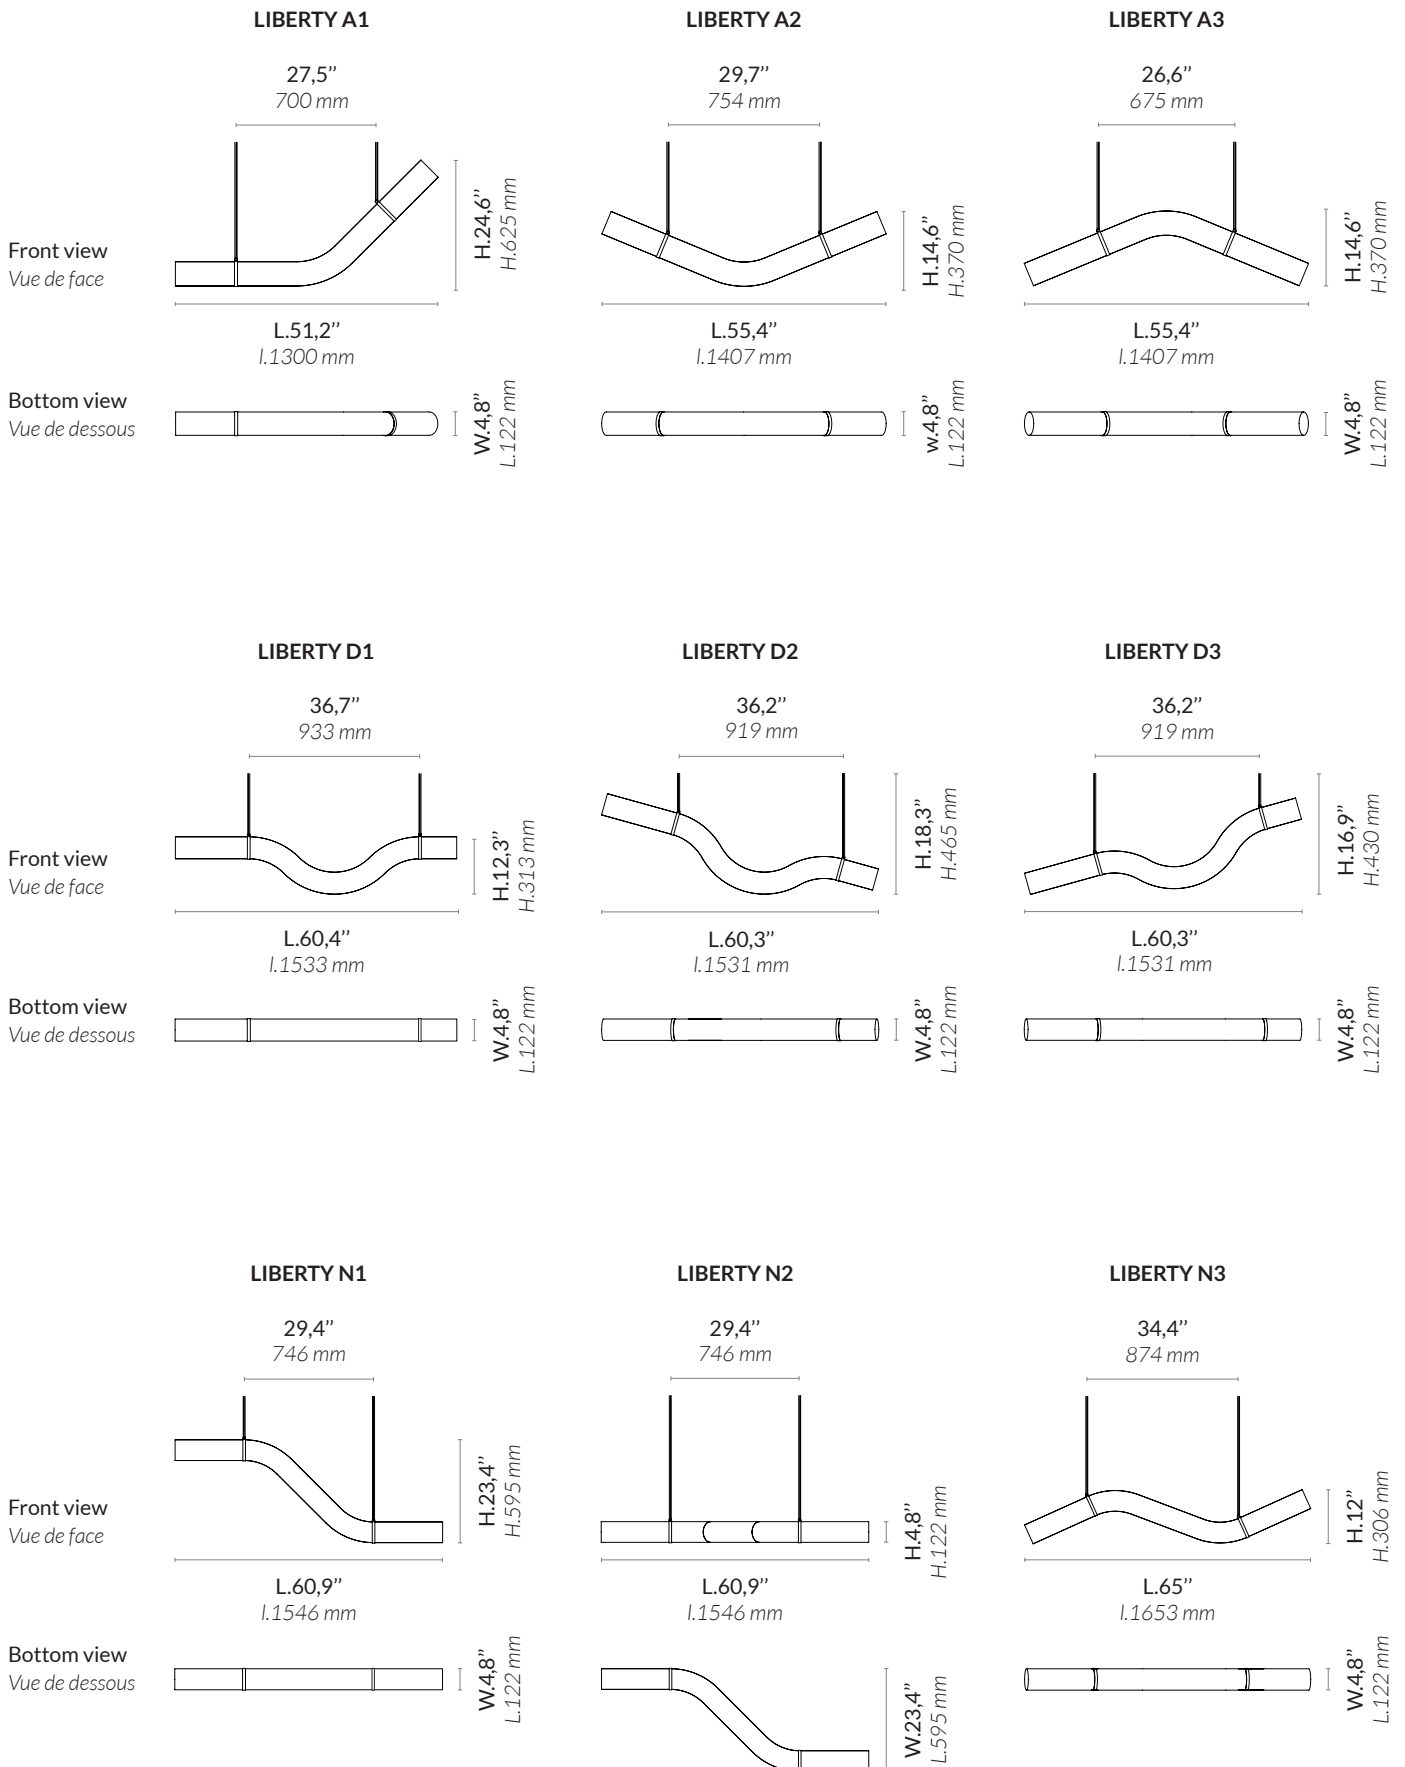 LIBERTY A1
LIBERTY A2
LIBERTY A3
27,5’’
700 mm
29,7’’
754 mm
26,6’’
675 mm
Front view
Vue de face
H.24,6’’
H.625 mm
H.14,6’’
H.370 mm
H.14,6’’
H.370 mm
L.51,2’’
l.1300 mm
L.55,4’’
l.1407 mm
L.55,4’’
l.1407 mm
Bottom view
Vue de dessous
W.4,8’’
L.122 mm
w.4,8’’
L.122 mm
W.4,8’’
L.122 mm
LIBERTY D1
LIBERTY D2
LIBERTY D3
36,7’’
933 mm
36,2’’
919 mm
36,2’’
919 mm
Front view
Vue de face
H.12,3’’
H.313 mm
H.18,3’’
H.465 mm
H.16,9’’
H.430 mm
L.60,4’’
l.1533 mm
L.60,3’’
l.1531 mm
L.60,3’’
l.1531 mm
Bottom view
Vue de dessous
W.4,8’’
L.122 mm
W.4,8’’
L.122 mm
W.4,8’’
L.122 mm
LIBERTY N1
LIBERTY N2
LIBERTY N3
29,4’’
746 mm
29,4’’
746 mm
34,4’’
874 mm
Front view
Vue de face
H.23,4’’
H.595 mm
H.4,8’’
H.122 mm
H.12’’
H.306 mm
L.60,9’’
l.1546 mm
L.60,9’’
l.1546 mm
L.65’’
l.1653 mm
Bottom view
Vue de dessous
W.4,8’’
L.122 mm
W.23,4’’
L.595 mm
W.4,8’’
L.122 mm